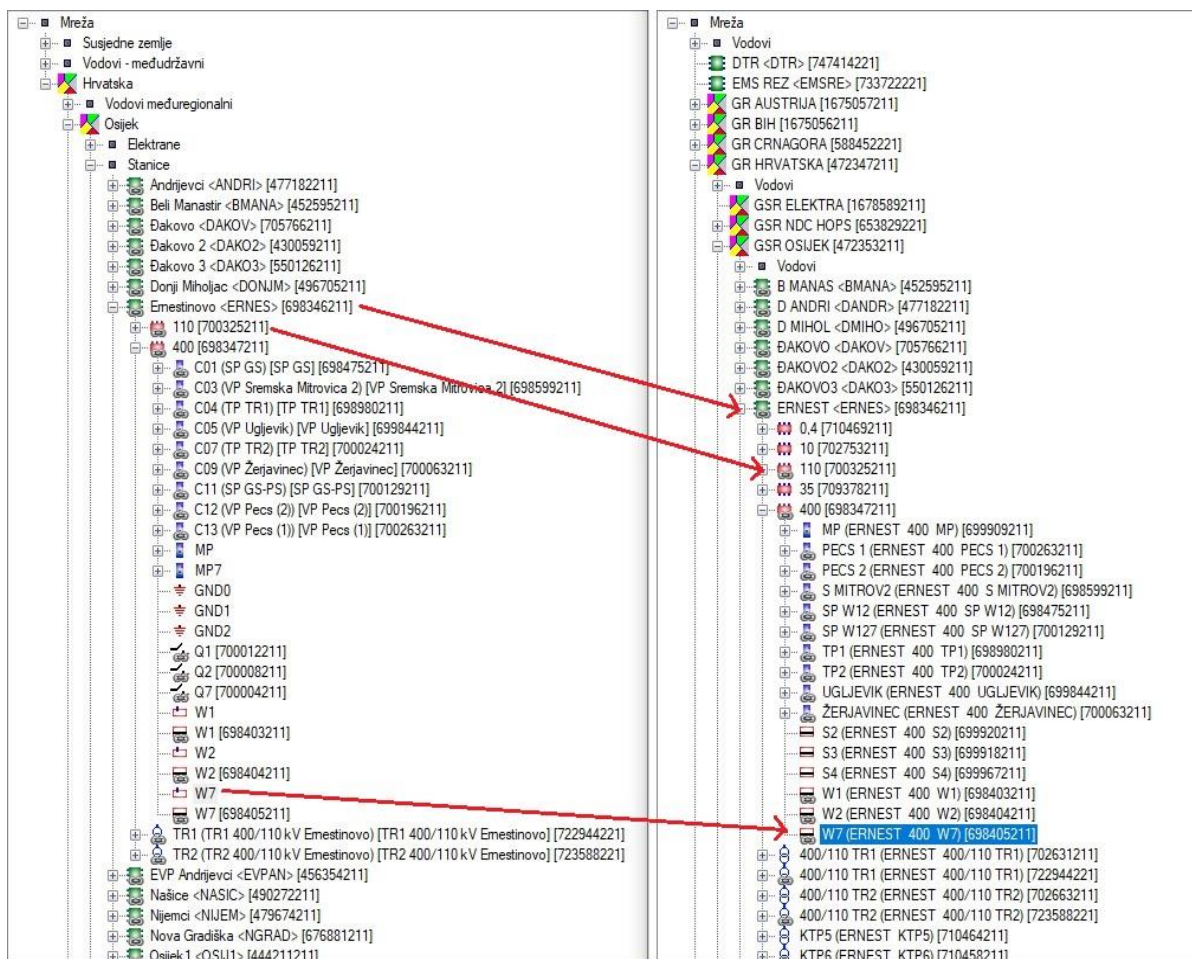 Mreža
Susjedne zemlje
Vodovi - međudržavni
Hrvatska
Vodovi međuregionalni
Osijek
Elektrane
Stanice
Andrijevci <ANDRI> [477182211]
Beli Manastir <BMANA> [452595211]
Đakovo <DAKOV> [705766211]
Đakovo 2 <DAKO2> [430059211]
Đakovo 3 <DAKO3> [550126211]
Donji Miholjac <DONJM> [496705211]
Ernestinovo <ERNES> [698346211]
110 [700325211]
400 [698347211]
C01 (SP GS) [SP GS] [698475211]
C03 (VP Sremska Mitrovica 2) [VP Sremska Mitrovica 2] [698599211]
C04 (TP TR1) [TP TR1] [698980211]
C05 (VP Ugljevik) [VP Ugljevik] [699844211]
C07 (TP TR2) [TP TR2] [700024211]
C09 (VP Žerjavinec) [VP Žerjavinec] [700063211]
C11 (SP GS-PS) [SP GS-PS] [700129211]
C12 (VP Pecs (2)) [VP Pecs (2)] [700196211]
C13 (VP Pecs (1)) [VP Pecs (1)] [700263211]
MP
MP7
GND0
GND1
GND2
Q1 [700012211]
Q2 [700008211]
Q7 [700004211]
W1
W1 [698403211]
W2
W2 [698404211]
W7
W7 [698405211]
TR1 (TR1 400/110 kV Ernestinovo) [TR1 400/110 kV Ernestinovo] [722944221]
TR2 (TR2 400/110 kV Ernestinovo) [TR2 400/110 kV Ernestinovo] [723588221]
EVP Andrijevci <EVPAN> [456354211]
Našice <NASIC> [490272211]
Nijemci <NIJEM> [479674211]
Nova Gradiška <NGRAD> [676881211]
Osijek 1 <OSIJ1> [444211211]
Mreža
Vodovi
DTR <DTR> [747414221]
EMS REZ <EMSRE> [733722221]
GR AUSTRIJA [1675057211]
GR BIH [1675056211]
GR CRNAGORA [588452221]
GR HRVATSKA [472347211]
Vodovi
GSR ELEKTRA [1678589211]
GSR NDC HOPS [653829221]
GSR OSIJEK [472353211]
Vodovi
B MANAS <BMANA> [452595211]
D ANDRI <DANDR> [477182211]
D MIHOL <DMIHO> [496705211]
ĐAKOVO <DAKOV> [705766211]
ĐAKOVO2 <DAKO2> [430059211]
ĐAKOVO3 <DAKO3> [550126211]
ERNEST <ERNES> [698346211]
0,4 [710469211]
10 [702753211]
110 [700325211]
35 [709378211]
400 [698347211]
MP (ERNEST 400 MP) [699909211]
PECS 1 (ERNEST 400 PECS 1) [700263211]
PECS 2 (ERNEST 400 PECS 2) [700196211]
S MITROV2 (ERNEST 400 S MITROV2) [698599211]
SP W12 (ERNEST 400 SP W12) [698475211]
SP W127 (ERNEST 400 SP W127) [700129211]
TP1 (ERNEST 400 TP1) [698980211]
TP2 (ERNEST 400 TP2) [700024211]
UGLJEVIK (ERNEST 400 UGLJEVIK) [699844211]
ŽERJAVINEC (ERNEST 400 ŽERJAVINEC) [700063211]
S2 (ERNEST 400 S2) [699920211]
S3 (ERNEST 400 S3) [699918211]
S4 (ERNEST 400 S4) [699967211]
W1 (ERNEST 400 W1) [698403211]
W2 (ERNEST 400 W2) [698404211]
W7 (ERNEST 400 W7) [698405211]
400/110 TR1 (ERNEST 400/110 TR1) [702631211]
400/110 TR1 (ERNEST 400/110 TR1) [722944221]
400/110 TR2 (ERNEST 400/110 TR2) [702663211]
400/110 TR2 (ERNEST 400/110 TR2) [723588221]
KTP5 (ERNEST KTP5) [710464211]
KTP6 (ERNEST KTP6) [710458211]